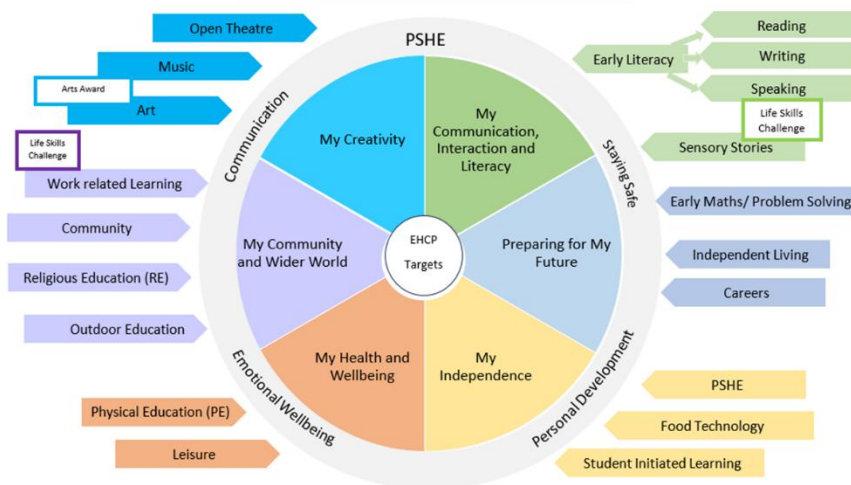 Open Theatre
Music
Arts Award
Art
Life Skills
Challenge
Work related Learning
Community
Religious Education (RE)
Outdoor Education
Physical Education (PE)
Leisure
PSHE
Communication
Staying Safe
Emotional Wellbeing
Personal Development
My Creativity
My
Communication,
Interaction and
Literacy
My Community
and Wider World
EHCP
Targets
Preparing for My
Future
My Health and
Wellbeing
My
Independence
Early Literacy
Reading
Writing
Speaking
Life Skills
Challenge
Sensory Stories
Early Maths/ Problem Solving
Independent Living
Careers
PSHE
Food Technology
Student Initiated Learning